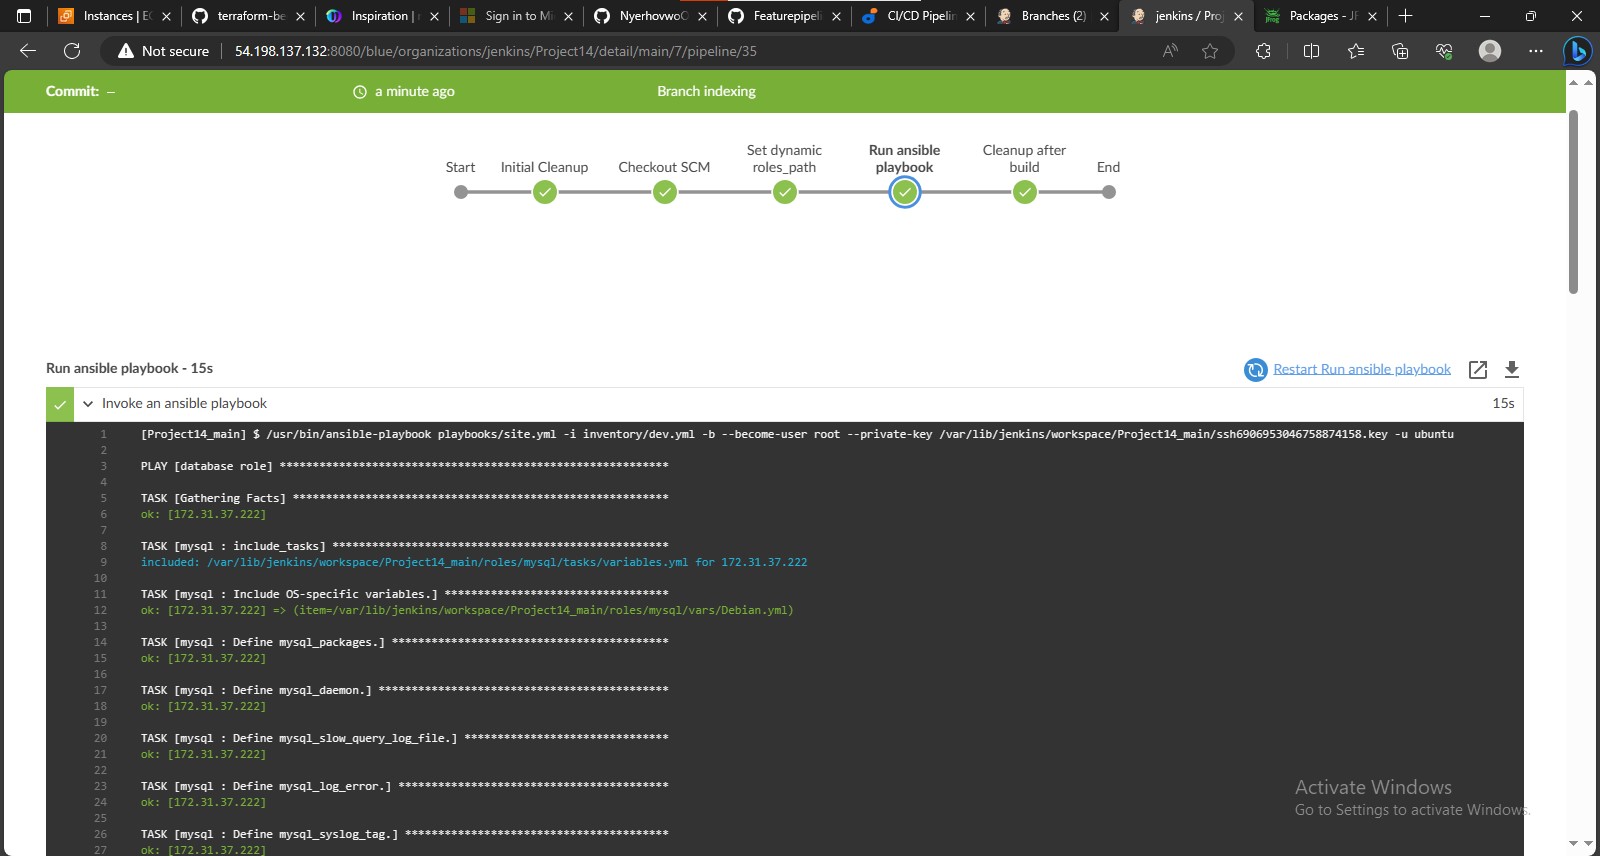 Instances | EC
terraform-be
Inspiration |
Sign in to Mi
NyerhovwoO
Featurepipeli
CI/CD Pipelin
Branches (2)
jenkins / Proj
Packages - JF
Not secure 54.198.137.132:8080/blue/organizations/jenkins/Project14/detail/main/7/pipeline/35
Commit: – a minute ago Branch indexing
Start
Initial Cleanup
Checkout SCM
Set dynamic
roles_path
Run ansible
playbook
Cleanup after
build
End
Run ansible playbook - 15s Restart Run ansible playbook
Invoke an ansible playbook 15s
1 [Project14_main] $ /usr/bin/ansible-playbook playbooks/site.yml -i inventory/dev.yml -b --become-user root --private-key /var/lib/jenkins/workspace/Project14_main/ssh6906953046758874158.key -u ubuntu
2
3 PLAY [database role] ***********************************************************
4
5 TASK [Gathering Facts] *********************************************************
6 ok: [172.31.37.222]
7
8 TASK [mysql : include_tasks] ***************************************************
9 included: /var/lib/jenkins/workspace/Project14_main/roles/mysql/tasks/variables.yml for 172.31.37.222
10
11 TASK [mysql : Include OS-specific variables.] **********************************
12 ok: [172.31.37.222] => (item=/var/lib/jenkins/workspace/Project14_main/roles/mysql/vars/Debian.yml)
13
14 TASK [mysql : Define mysql_packages.] ******************************************
15 ok: [172.31.37.222]
16
17 TASK [mysql : Define mysql_daemon.] ********************************************
18 ok: [172.31.37.222]
19
20 TASK [mysql : Define mysql_slow_query_log_file.] *******************************
21 ok: [172.31.37.222]
22
23 TASK [mysql : Define mysql_log_error.] *****************************************
24 ok: [172.31.37.222]
25
26 TASK [mysql : Define mysql_syslog_tag.] ****************************************
27 ok: [172.31.37.222]
Activate Windows
Go to Settings to activate Windows.